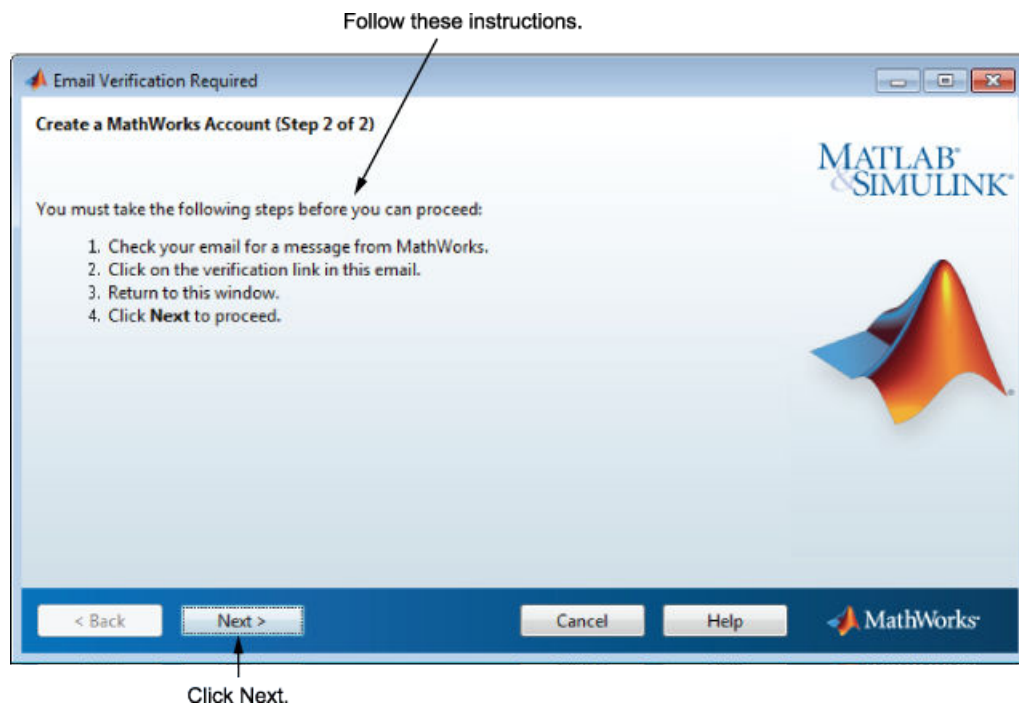 Follow these instructions.
Email Verification Required
Create a MathWorks Account (Step 2 of 2)
MATLAB®
&SIMULINK®
You must take the following steps before you can proceed:
1. Check your email for a message from MathWorks.
2. Click on the verification link in this email.
3. Return to this window.
4. Click Next to proceed.
®
< Back
Next >
Cancel
Help
MathWorks®
Click Next.